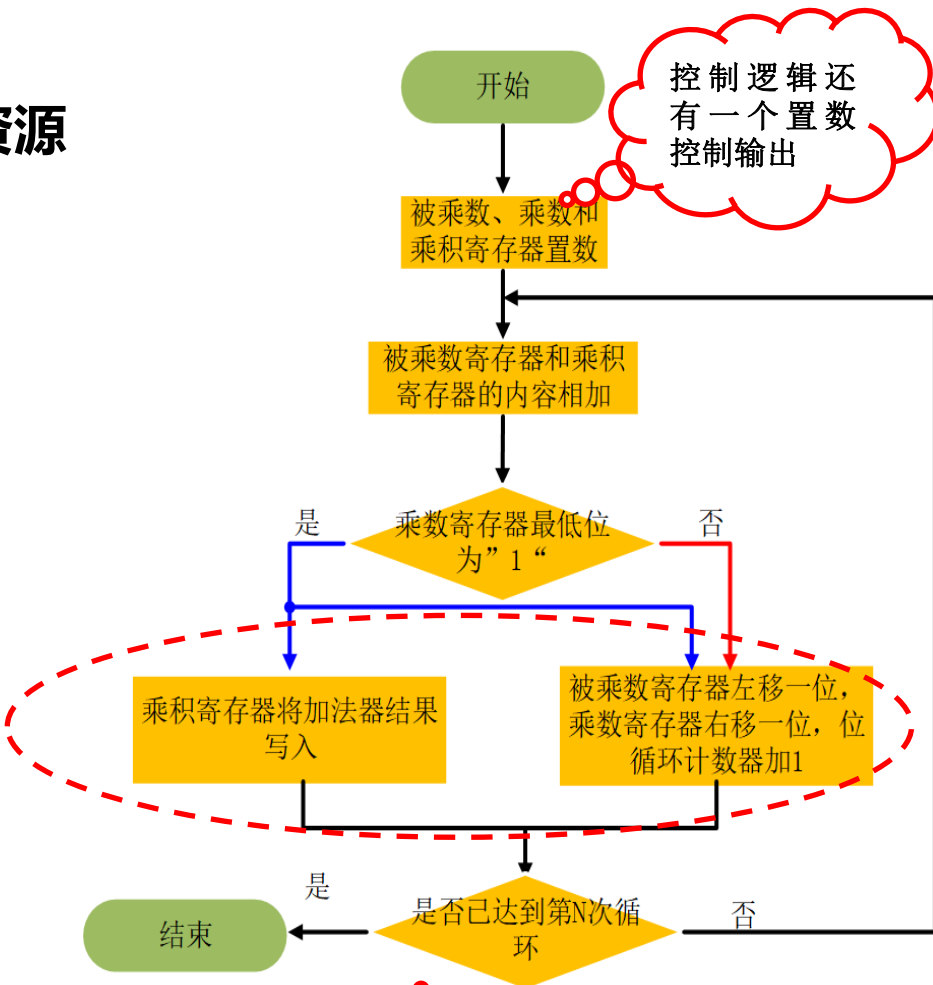 资源
开始
控制逻辑还
有一个置数
控制输出
被乘数、乘数和
乘积寄存器置数
被乘数寄存器和乘积
寄存器的内容相加
是
乘数寄存器最低位
为”1“
否
乘积寄存器将加法器结果
写入
被乘数寄存器左移一位，
乘数寄存器右移一位，位
循环计数器加1
是
是否已达到第N次循
环
否
结束